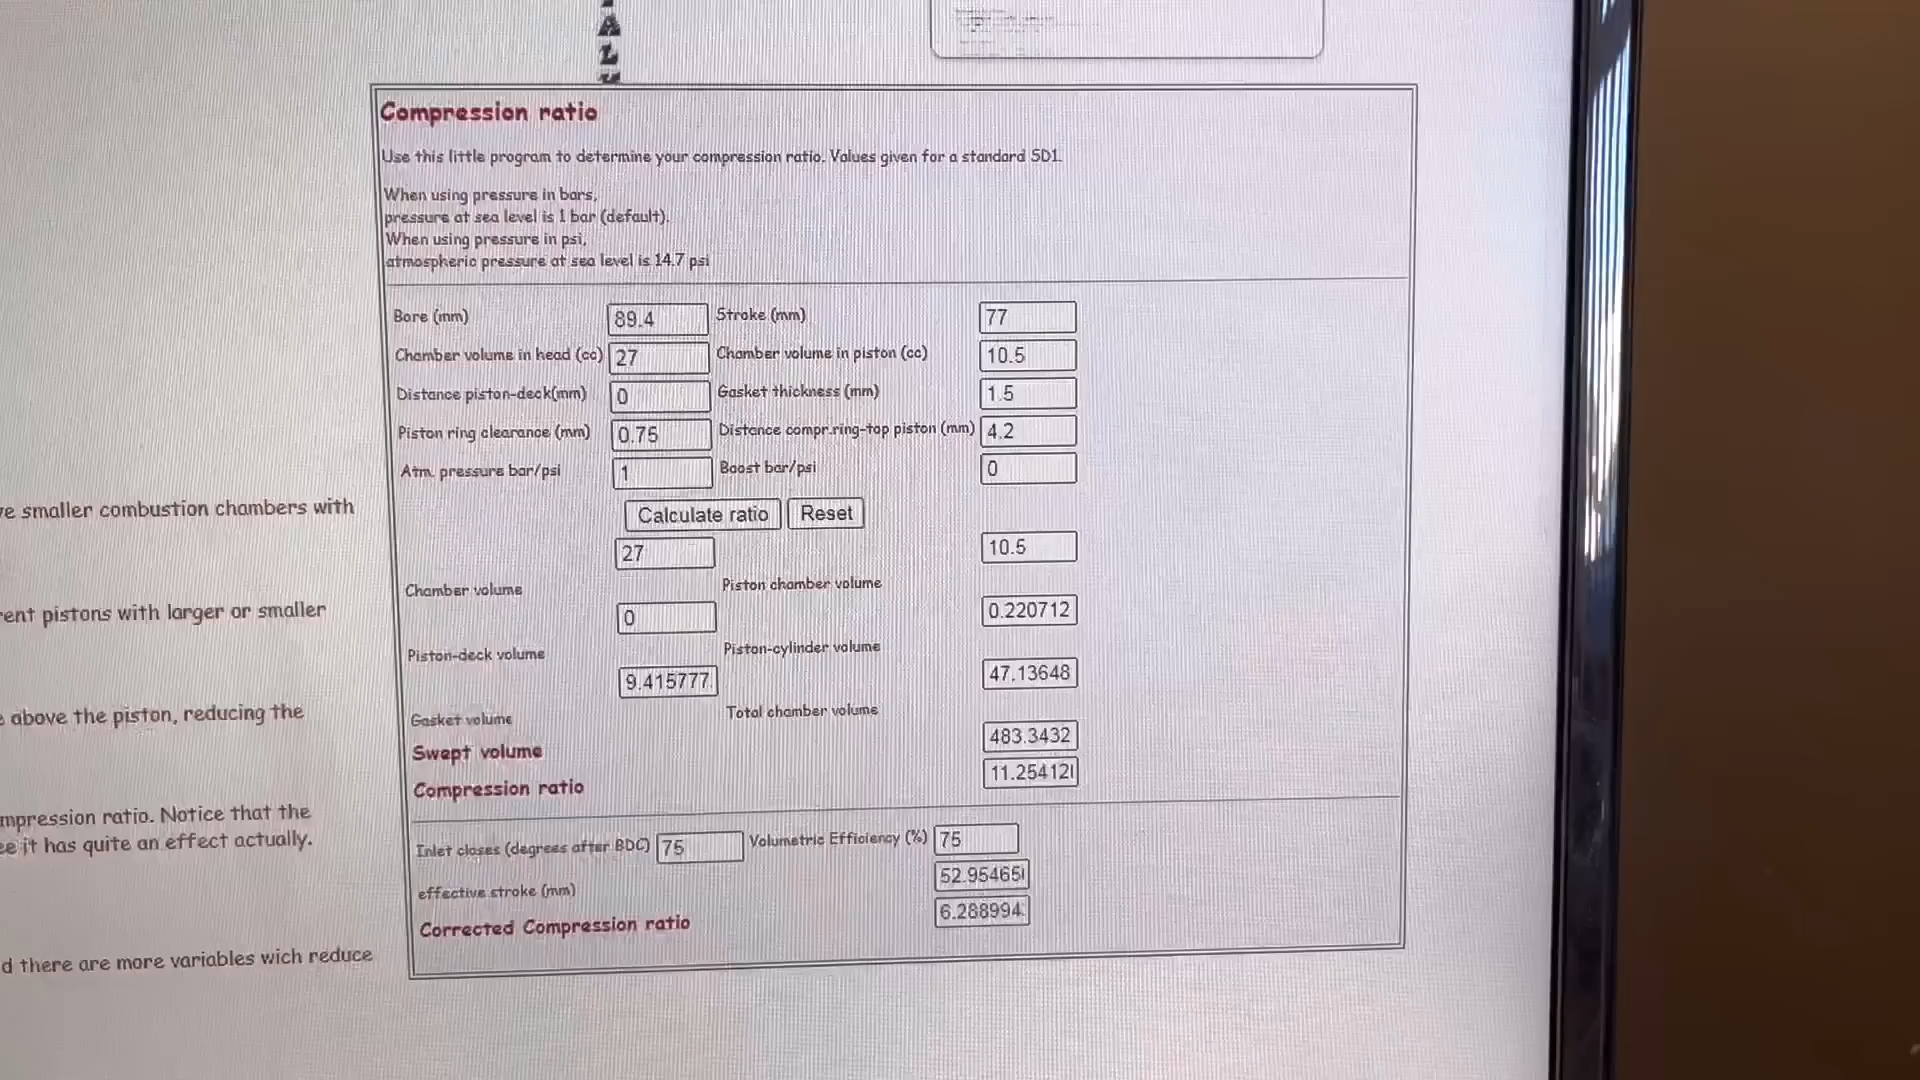 A
L
Compression ratio
Use this little program to determine your compression ratio. Values given for a standard SD1.
When using pressure in bars,
pressure at sea level is 1 bar (default).
When using pressure in psi,
atmospheric pressure at sea level is 14.7 psi
Bore (mm) 89.4 Stroke (mm) 77
Chamber volume in head (cc) 27 Chamber volume in piston (cc) 10.5
Distance piston-deck(mm) 0 Gasket thickness (mm) 1.5
Piston ring clearance (mm) 0.75 Distance compr.ring-top piston (mm) 4.2
Atm. pressure bar/psi 1 Boost bar/psi 0
Calculate ratio Reset
27 10.5
Chamber volume Piston chamber volume
0 0.220712
Piston-deck volume Piston-cylinder volume
9.415777 47.13648
Gasket volume Total chamber volume
Swept volume 483.3432
Compression ratio 11.25412
Inlet closes (degrees after BDC) 75 Volumetric Efficiency (%) 75
effective stroke (mm) 52.95465
Corrected Compression ratio 6.288994
smaller combustion chambers with
pistons with larger or smaller
above the piston, reducing the
ratio. Notice that the
it has quite an effect actually.
there are more variables wich reduce